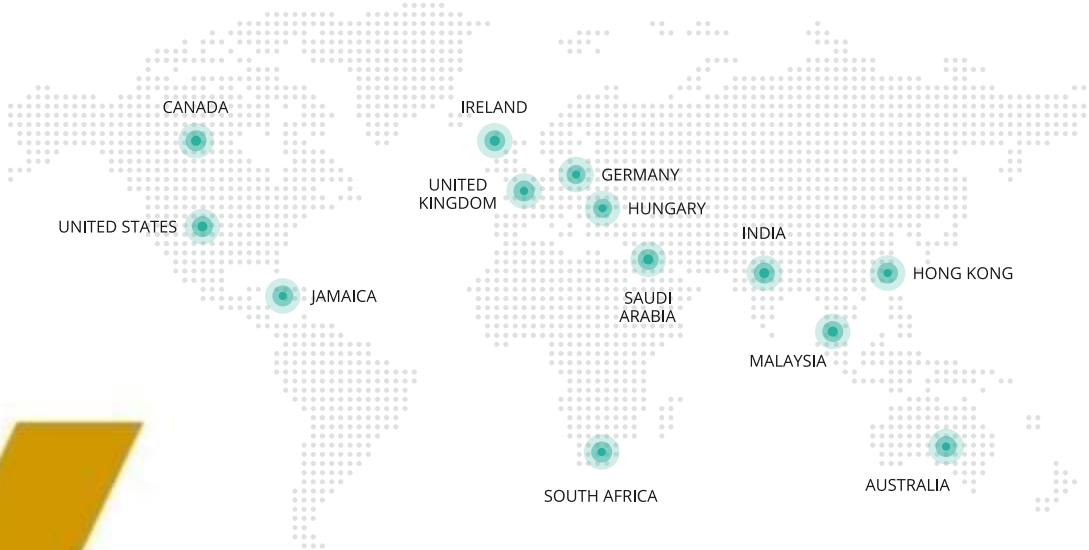 CANADA
IRELAND
GERMANY
UNITED
KINGDOM
HUNGARY
UNITED STATES
INDIA
HONG KONG
JAMAICA
SAUDI
ARABIA
MALAYSIA
SOUTH AFRICA
AUSTRALIA